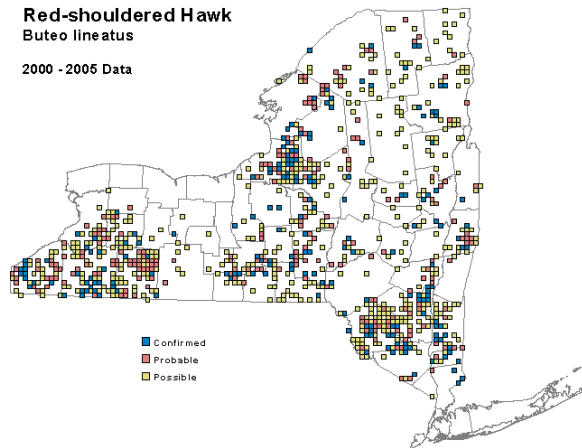 Red-shouldered Hawk
Buteo lineatus
2000 - 2005 Data
Confirmed
Probable
Possible